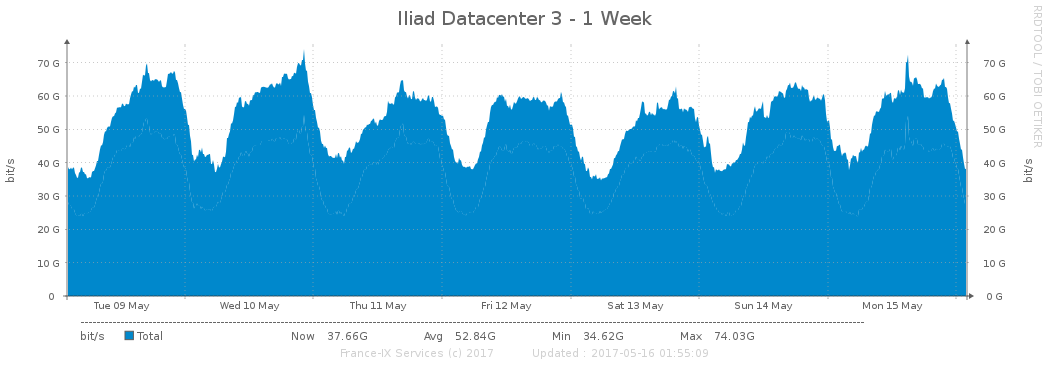 Iliad Datacenter 3 - 1 Week
RRDTOOL / TOBI OETIKER
70 G 70 G
60 G 60 G
50 G 50 G
40 G 40 G
30 G 30 G
20 G 20 G
10 G 10 G
0 0 G
bit/s bit/s
Tue 09 May Wed 10 May Thu 11 May Fri 12 May Sat 13 May Sun 14 May Mon 15 May
bit/s Total Now 37.66G Avg 52.84G Min 34.62G Max 74.03G
France-IX Services (c) 2017 Updated : 2017-05-16 01:55:09